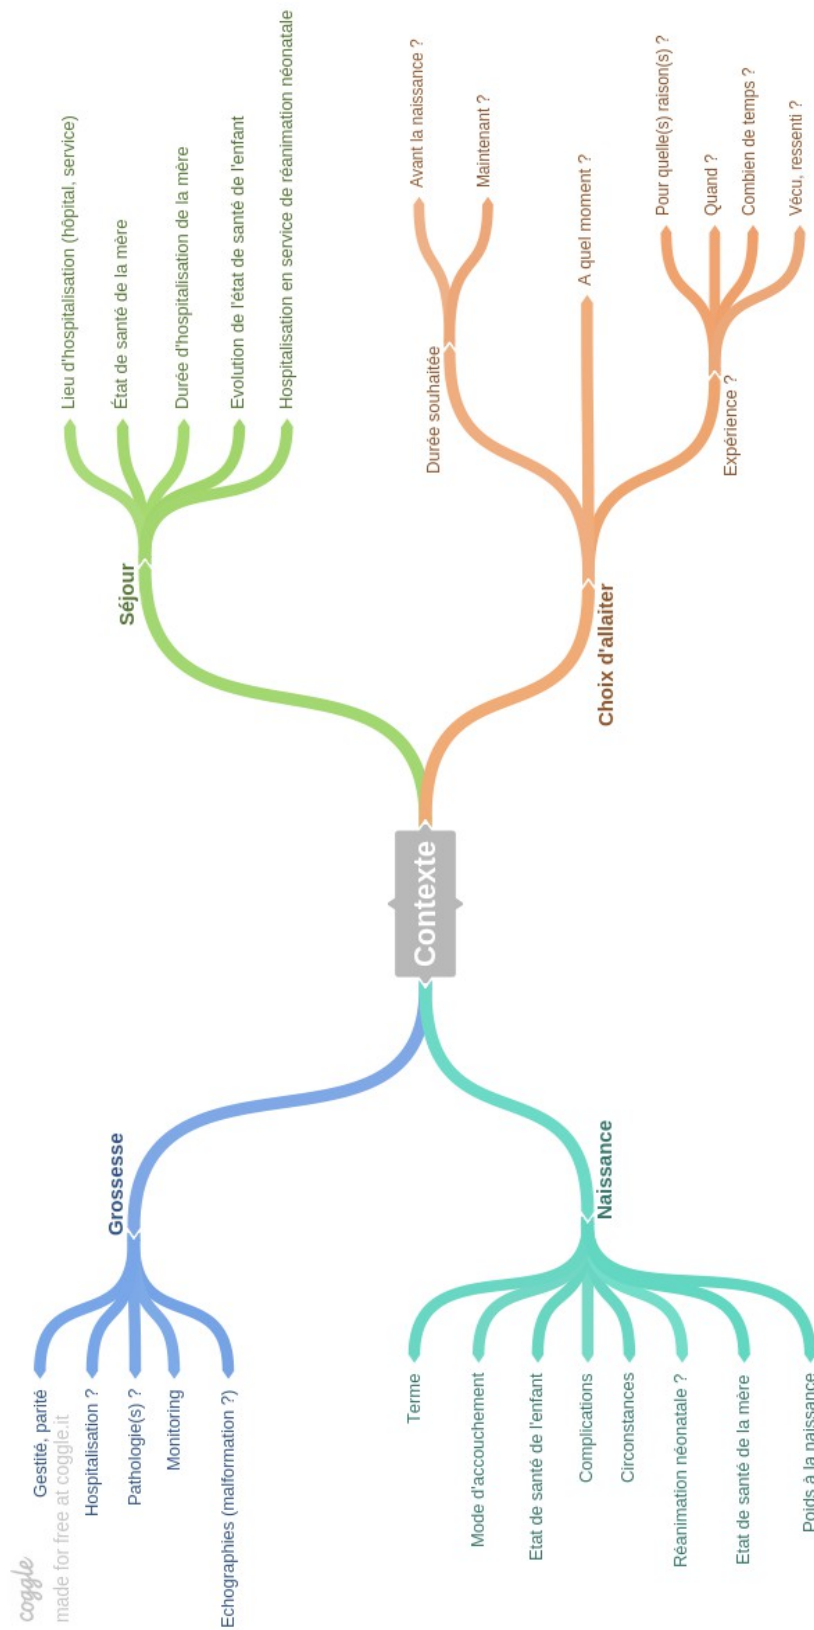 coggle
made for free at coggle.it
Contexte
Grossesse
Gestité, parité
Hospitalisation ?
Pathologie(s) ?
Monitoring
Echographies (malformation ?)
Naissance
Terme
Mode d'accouchement
Etat de santé de l'enfant
Complications
Circonstances
Réanimation néonatale ?
Etat de santé de la mère
Poids à la naissance
Séjour
Lieu d'hospitalisation (hôpital, service)
État de santé de la mère
Durée d'hospitalisation de la mère
Evolution de l'état de santé de l'enfant
Hospitalisation en service de réanimation néonatale
Choix d'allaiter
Durée souhaitée
Avant la naissance ?
Maintenant ?
A quel moment ?
Expérience ?
Pour quelle(s) raison(s) ?
Quand ?
Combien de temps ?
Vécu, ressenti ?